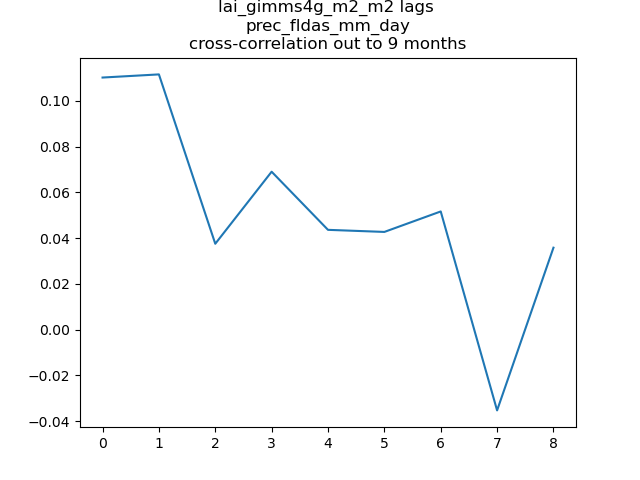 lai_gimms4g_m2_m2 lags
prec_fldas_mm_day
cross-correlation out to 9 months
0.10
0.08
0.06
0.04
0.02
0.00
−0.02
−0.04
0 1 2 3 4 5 6 7 8